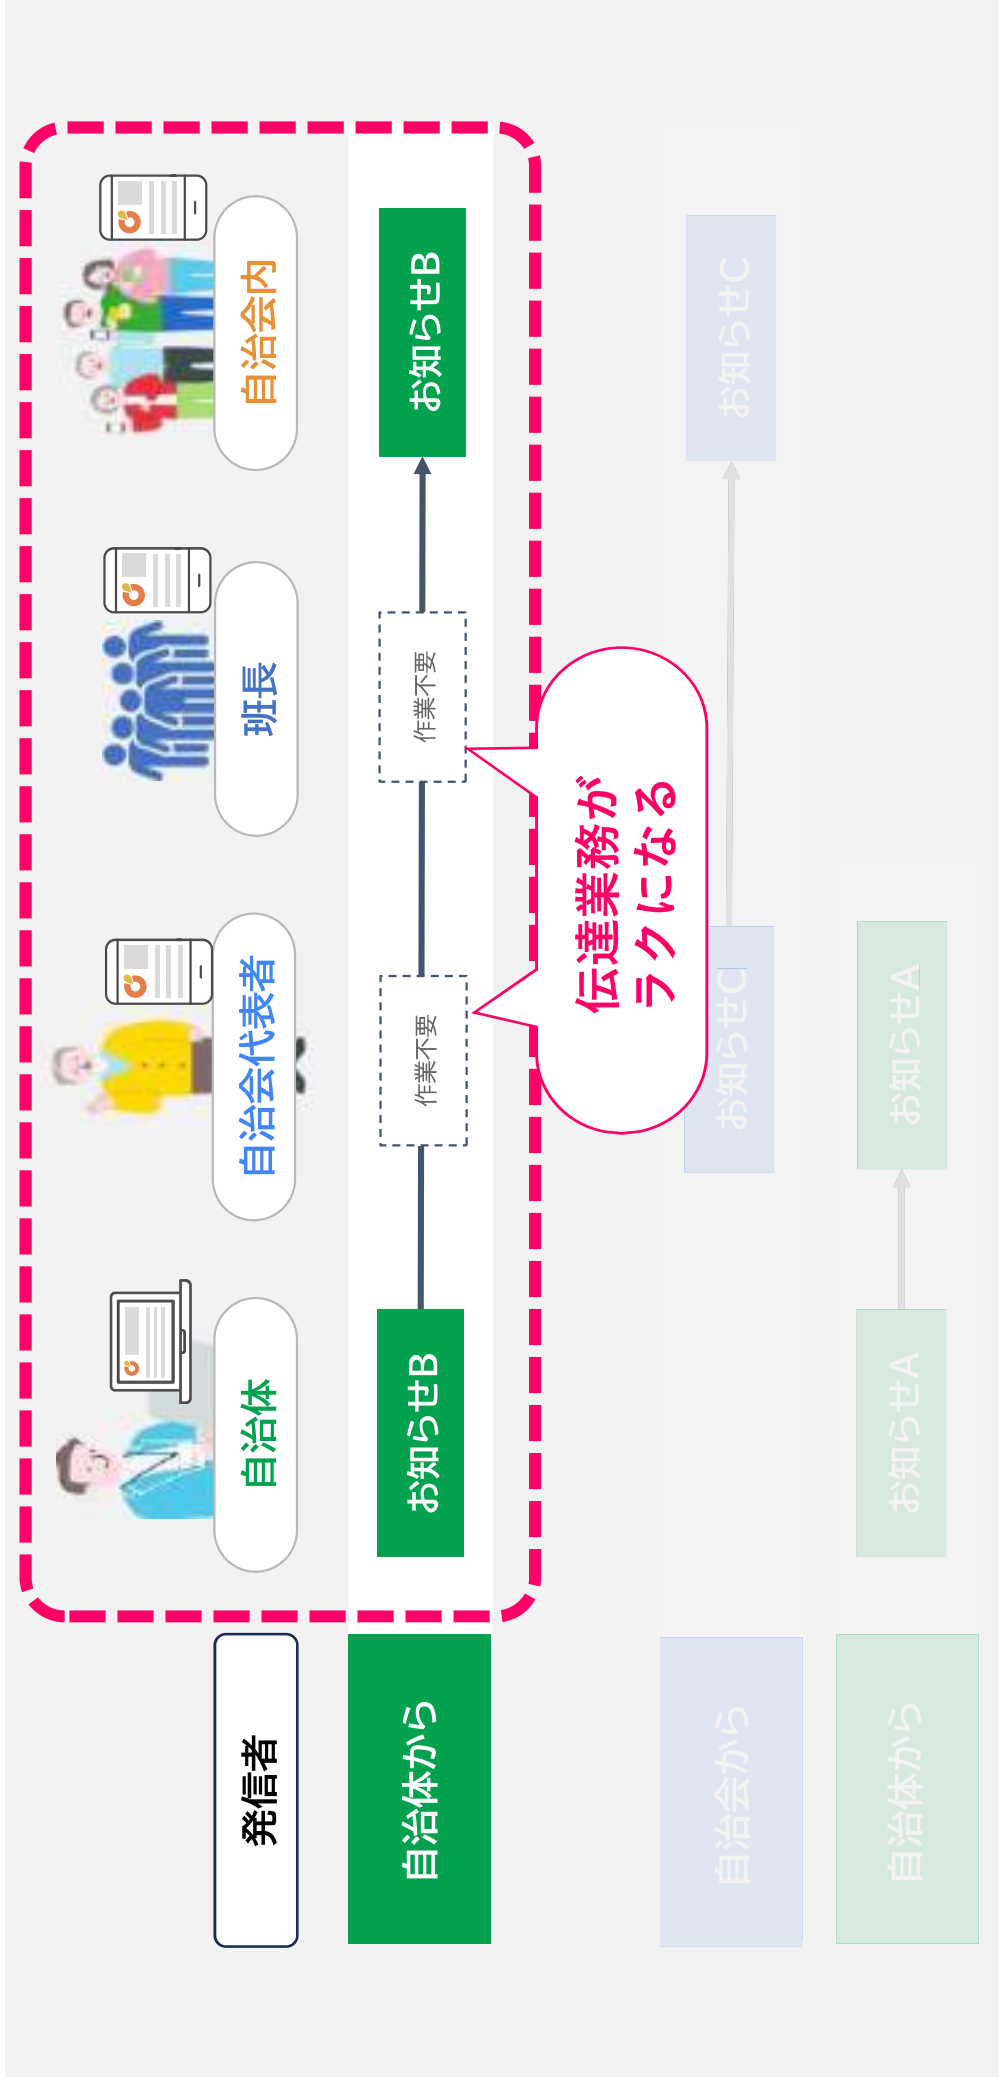 発信者
自治体
自治会代表者
班長
自治会内
自治体から
お知らせB
作業不要
作業不要
お知らせB
伝達業務が
ラクになる
自治会から
お知らせC
お知らせC
自治体から
お知らせA
お知らせA